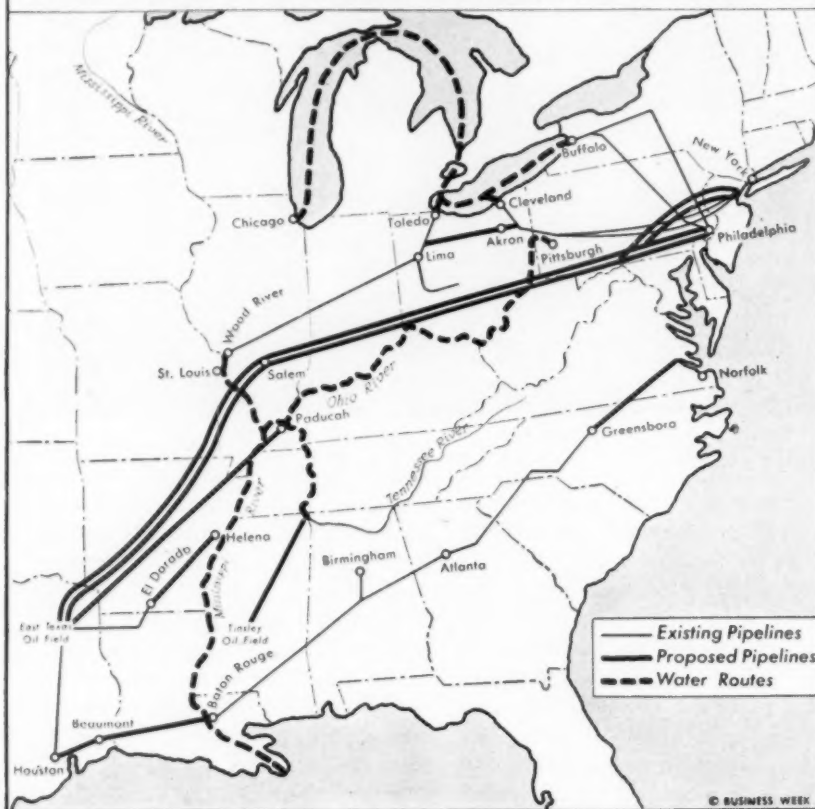 Mississippi River
Buffalo
New York
Cleveland
Chicago
Toledo
Akron
Philadelphia
Pittsburgh
Lima
Wood River
St. Louis
Salem
Ohio River
Norfolk
Paducah
Greensboro
Tennessee River
Mississippi River
Helena
El Dorado
Birmingham
Atlanta
East Texas
Oil Field
Tinsley
Oil Field
Baton Rouge
Beaumont
Houston
Existing Pipelines
Proposed Pipelines
Water Routes
© BUSINESS WEEK